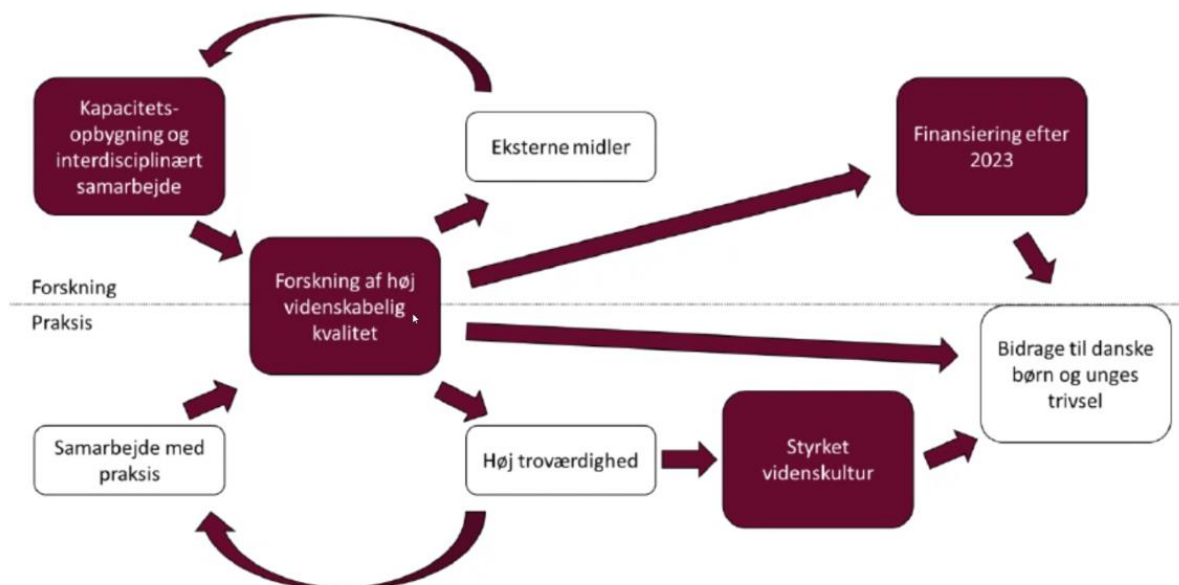 Kapacitets-
opbygning og
interdisciplinært
samarbejde
Eksterne midler
Finansiering efter
2023
Forskning af høj
videnskabelig
kvalitet
Forskning
Praksis
Bidrage til danske
børn og unges
trivsel
Samarbejde med
praksis
Høj troværdighed
Styrket
videnskultur